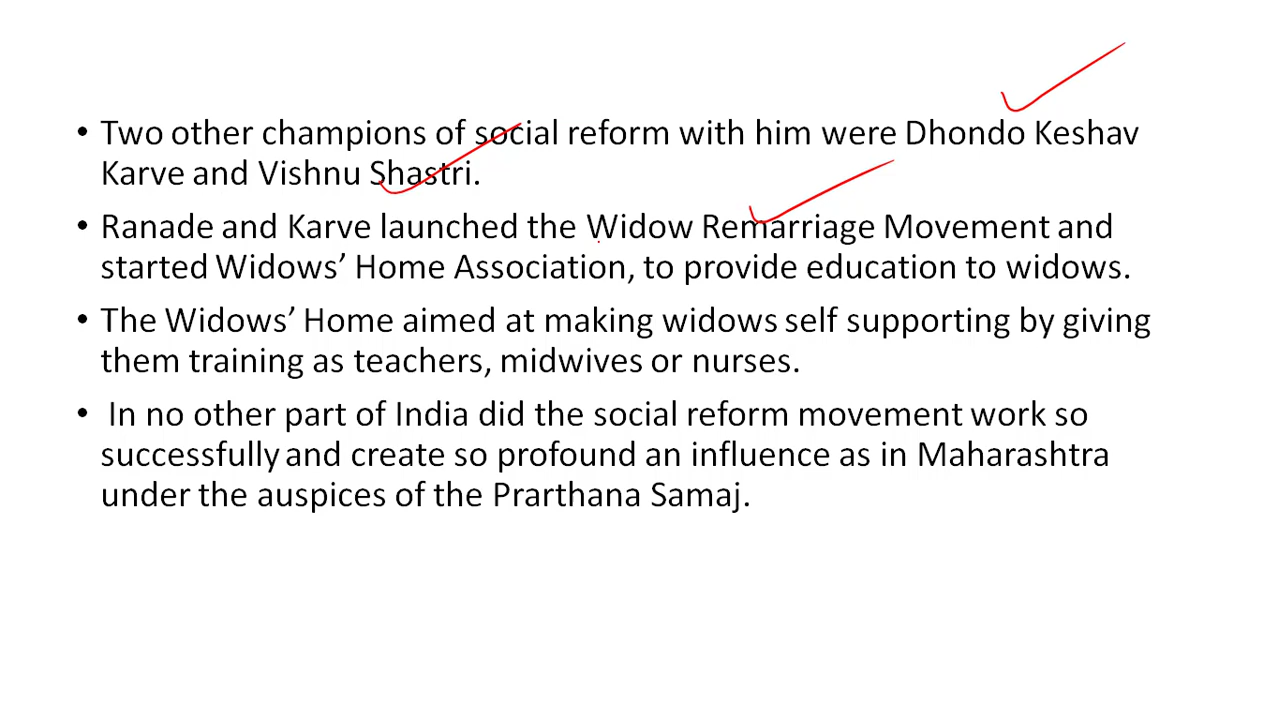 • Two other champions of social reform with him were Dhondo Keshav
Karve and Vishnu Shastri.
• Ranade and Karve launched the Widow Remarriage Movement and
started Widows’ Home Association, to provide education to widows.
• The Widows’ Home aimed at making widows self supporting by giving
them training as teachers, midwives or nurses.
• In no other part of India did the social reform movement work so
successfully and create so profound an influence as in Maharashtra
under the auspices of the Prarthana Samaj.